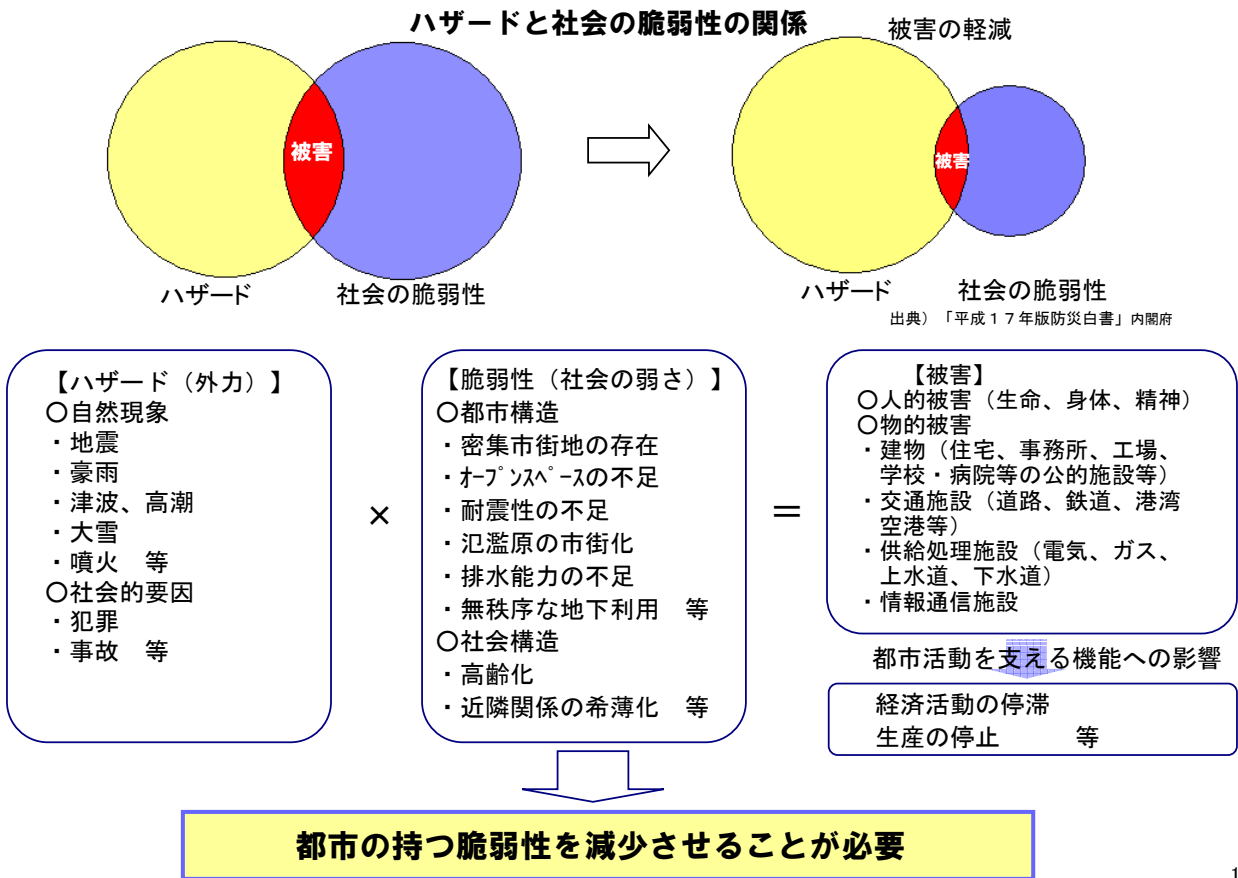 ハザードと社会の脆弱性の関係
被害の軽減
被害
被害
ハザード
社会の脆弱性
ハザード
社会の脆弱性
出典）「平成１７年版防災白書」内閣府
【ハザード（外力）】
〇自然現象
・地震
・豪雨
・津波、高潮
・大雪
・噴火　等
〇社会的要因
・犯罪
・事故　等
×
【脆弱性（社会の弱さ）】
〇都市構造
・密集市街地の存在
・ｵｰﾌﾟﾝｽﾍﾟｰｽの不足
・耐震性の不足
・氾濫原の市街化
・排水能力の不足
・無秩序な地下利用　等
〇社会構造
・高齢化
・近隣関係の希薄化　等
＝
【被害】
〇人的被害（生命、身体、精神）
〇物的被害
・建物（住宅、事務所、工場、
学校・病院等の公的施設等）
・交通施設（道路、鉄道、港湾
空港等）
・供給処理施設（電気、ガス、
上水道、下水道）
・情報通信施設
都市活動を支える機能への影響
経済活動の停滞
生産の停止　　　等
都市の持つ脆弱性を減少させることが必要
1